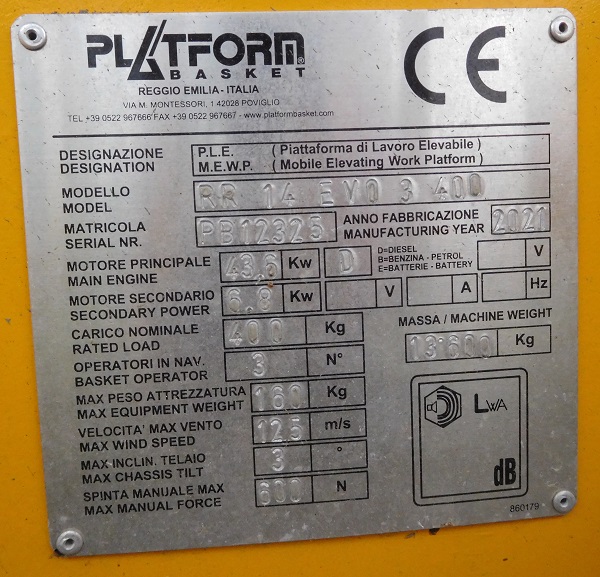 PLATFORM®
BASKET
CE
REGGIO EMILIA - ITALIA
VIA M. MONTESSORI, 1 42028 POVIGLIO
TEL +39 0522 967666 FAX +39 0522 967667 - www.platformbasket.com
DESIGNAZIONE P.L.E. ( Piattaforma di Lavoro Elevabile )
DESIGNATION M.E.W.P. ( Mobile Elevating Work Platform )
MODELLO
MODEL
RR 14 EVO 3 400
MATRICOLA
SERIAL NR.
PB12325
ANNO FABBRICAZIONE
MANUFACTURING YEAR
2021
MOTORE PRINCIPALE
MAIN ENGINE
43,6 Kw D
D=DIESEL
B=BENZINA - PETROL
E=BATTERIE - BATTERY
V
MOTORE SECONDARIO
SECONDARY POWER
6.9 Kw V A Hz
CARICO NOMINALE
RATED LOAD
400 Kg
MASSA / MACHINE WEIGHT
13.600 Kg
OPERATORI IN NAV.
BASKET OPERATOR
3 N°
MAX PESO ATTREZZATURA
MAX EQUIPMENT WEIGHT
160 Kg
VELOCITA' MAX VENTO
MAX WIND SPEED
12.5 m/s
MAX INCLIN. TELAIO
MAX CHASSIS TILT
3 °
SPINTA MANUALE MAX
MAX MANUAL FORCE
600 N
LWA
dB
860179